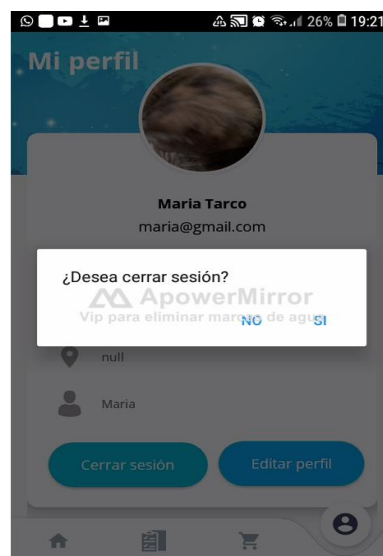 26% 19:21
Mi perfil
Maria Tarco
maria@gmail.com
¿Desea cerrar sesión?
ApowerMirror
Vip para eliminar marcas de agua
NO SI
null
Maria
Cerrar sesión Editar perfil